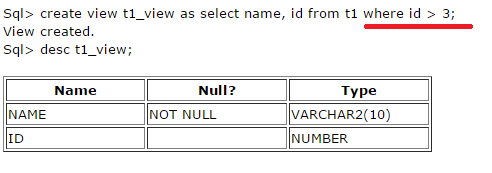 Sql> create view t1_view as select name, id from t1 where id > 3;
View created.
Sql> desc t1_view;
Name Null? Type
NAME NOT NULL VARCHAR2(10)
ID NUMBER